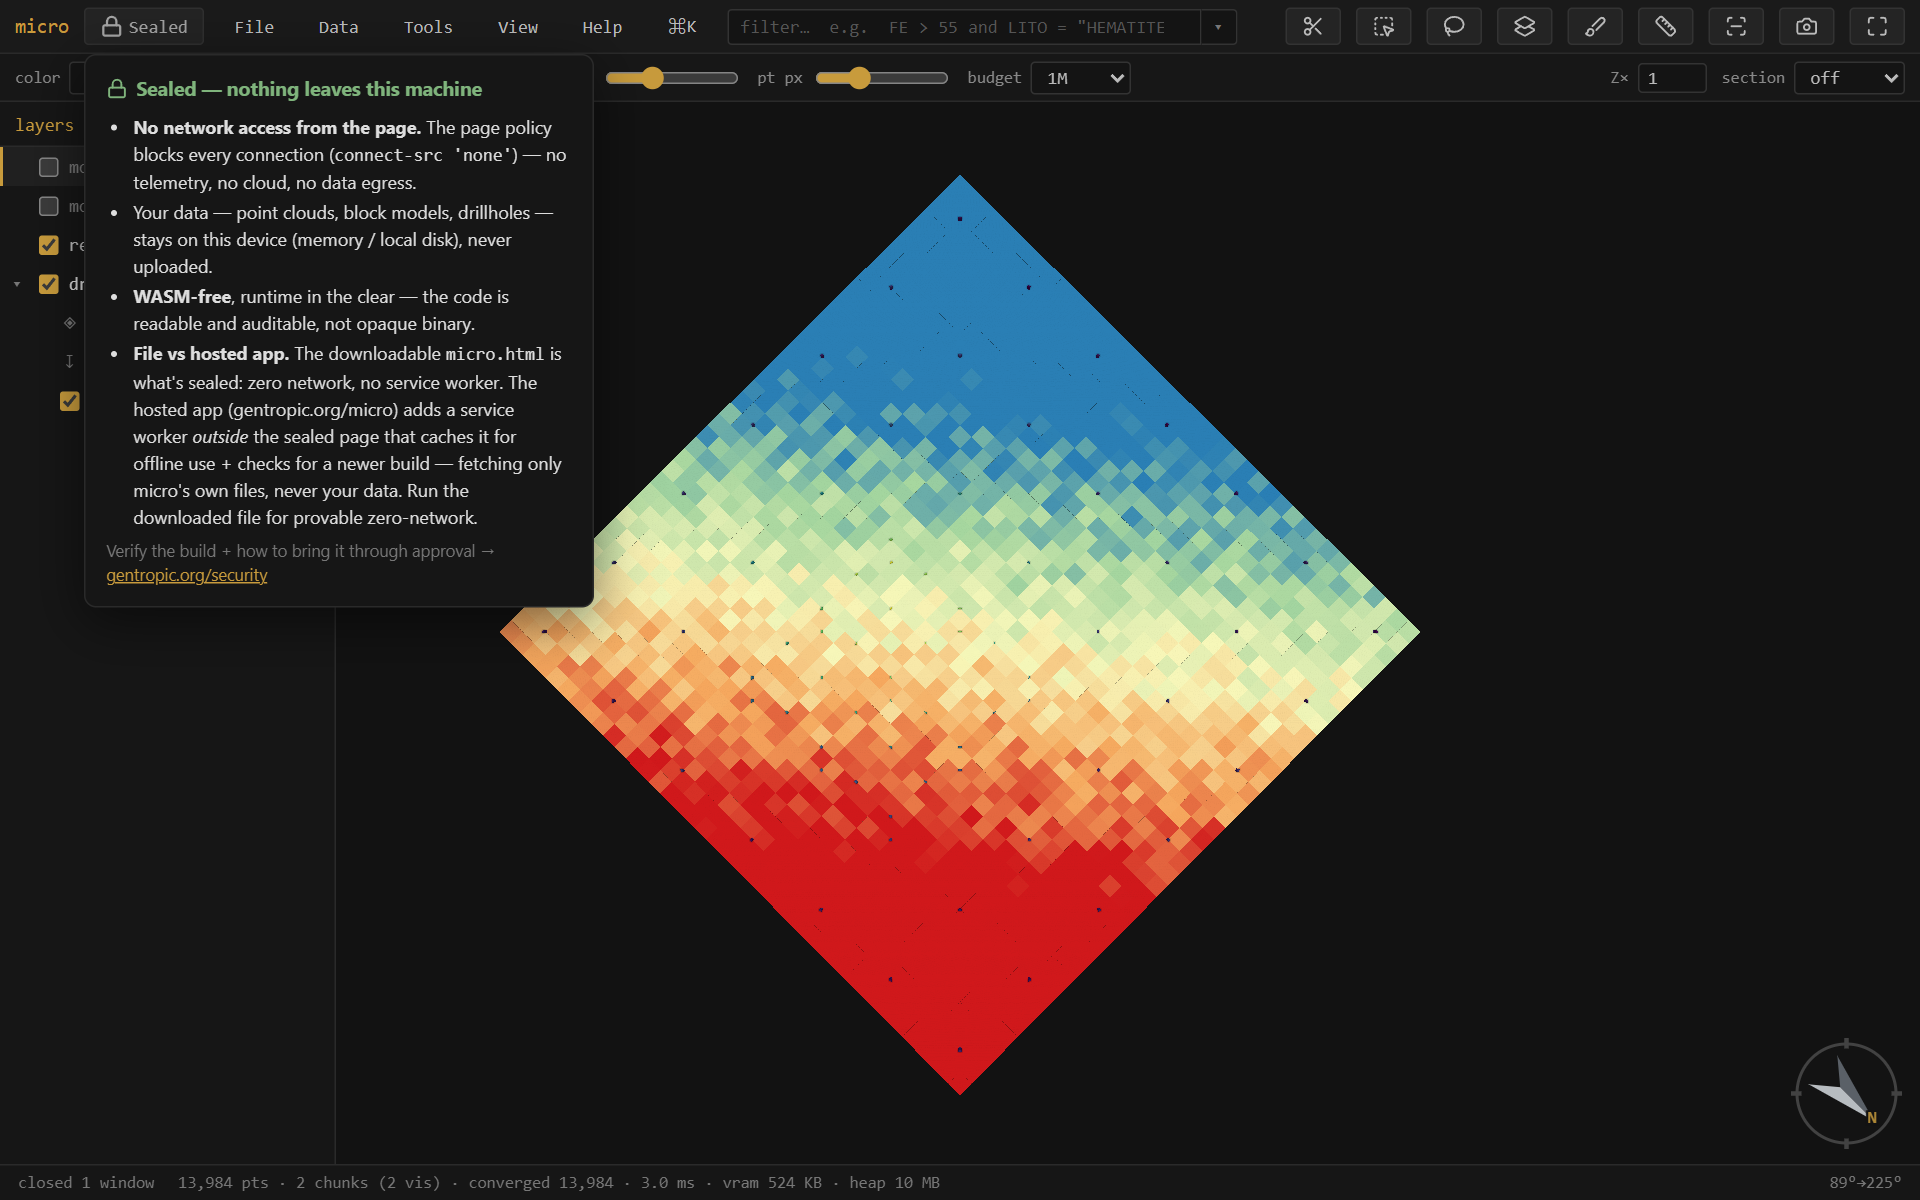 micro Sealed File Data Tools View Help ⌘K filter… e.g. FE > 55 and LITO = "HEMATITE
color pt px budget 1M Z× 1 section off
layers
mo
mo
re
dr
Sealed — nothing leaves this machine
• No network access from the page. The page policy
blocks every connection (connect-src 'none') — no
telemetry, no cloud, no data egress.
• Your data — point clouds, block models, drillholes —
stays on this device (memory / local disk), never
uploaded.
• WASM-free, runtime in the clear — the code is
readable and auditable, not opaque binary.
• File vs hosted app. The downloadable micro.html is
what's sealed: zero network, no service worker. The
hosted app (gentropic.org/micro) adds a service
worker outside the sealed page that caches it for
offline use + checks for a newer build — fetching only
micro's own files, never your data. Run the
downloaded file for provable zero-network.
Verify the build + how to bring it through approval →
gentropic.org/security
N
closed 1 window 13,984 pts · 2 chunks (2 vis) · converged 13,984 · 3.0 ms · vram 524 KB · heap 10 MB 89°→225°